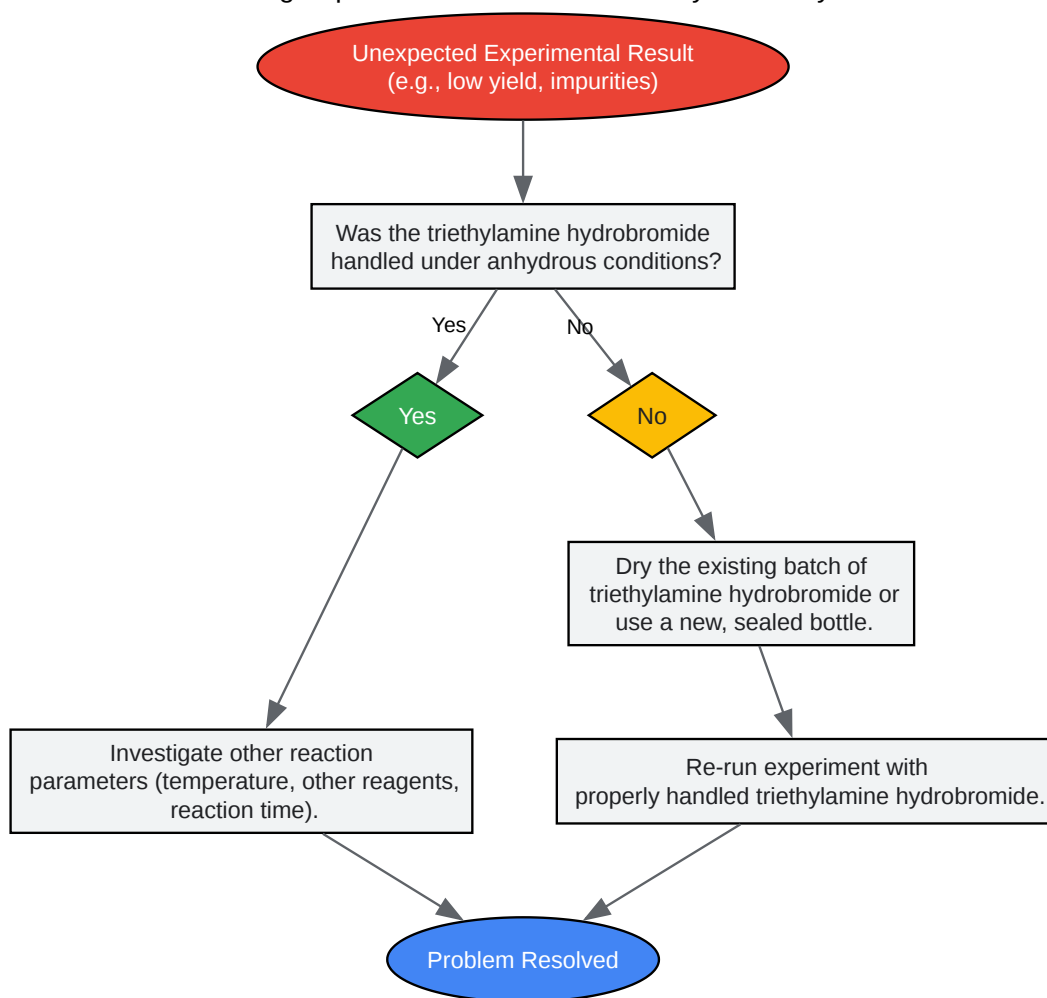 Unexpected Experimental Result
(e.g., low yield, impurities)
Was the triethylamine hydrobromide
handled under anhydrous conditions?
Yes
No
Yes
No
Dry the existing batch of
triethylamine hydrobromide or
use a new, sealed bottle.
Investigate other reaction
parameters (temperature, other reagents,
reaction time).
Re-run experiment with
properly handled triethylamine hydrobromide.
Problem Resolved